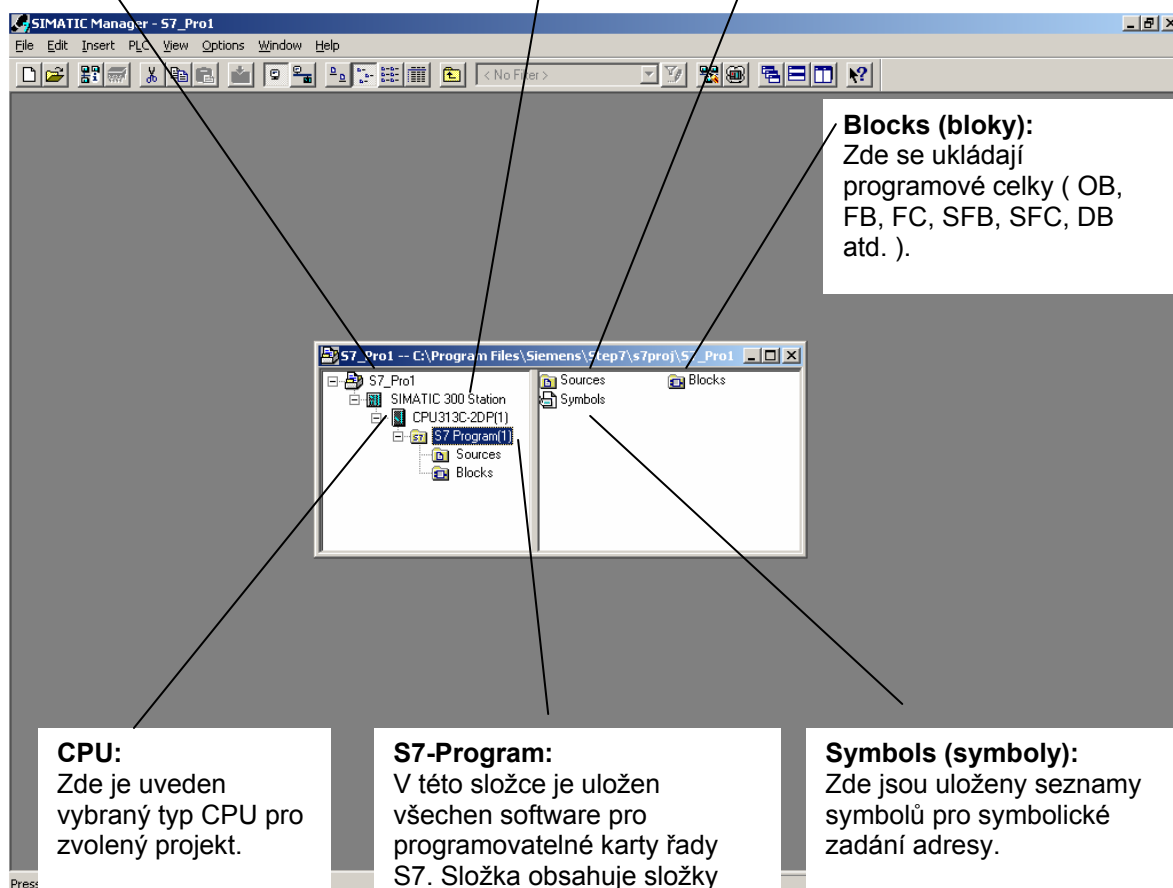 SIMATIC Manager - S7_Pro1
File Edit Insert PLC View Options Window Help
< No Filter >
Blocks (bloky):
Zde se ukládají
programové celky ( OB,
FB, FC, SFB, SFC, DB
atd. ).
S7_Pro1 -- C:\Program Files\Siemens\Step7\s7proj\S7_Pro1
S7_Pro1
SIMATIC 300 Station
CPU313C-2DP(1)
S7 Program(1)
Sources
Blocks
Sources
Blocks
Symbols
CPU:
Zde je uveden
vybraný typ CPU pro
zvolený projekt.
S7-Program:
V této složce je uložen
všechen software pro
programovatelné karty řady
S7. Složka obsahuje složky
Symbols (symboly):
Zde jsou uloženy seznamy
symbolů pro symbolické
zadání adresy.
Press